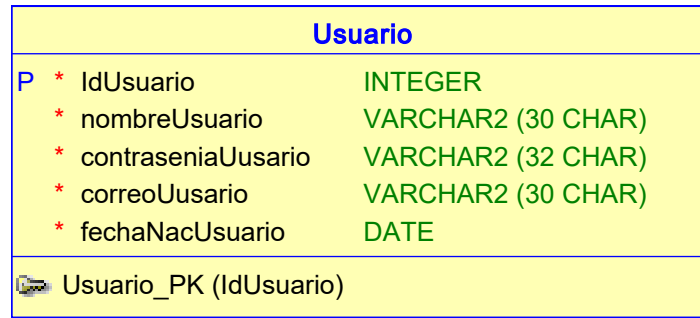 Usuario
P * IdUsuario INTEGER
* nombreUsuario VARCHAR2 (30 CHAR)
* contraseniaUusario VARCHAR2 (32 CHAR)
* correoUusario VARCHAR2 (30 CHAR)
* fechaNacUsuario DATE
Usuario_PK (IdUsuario)